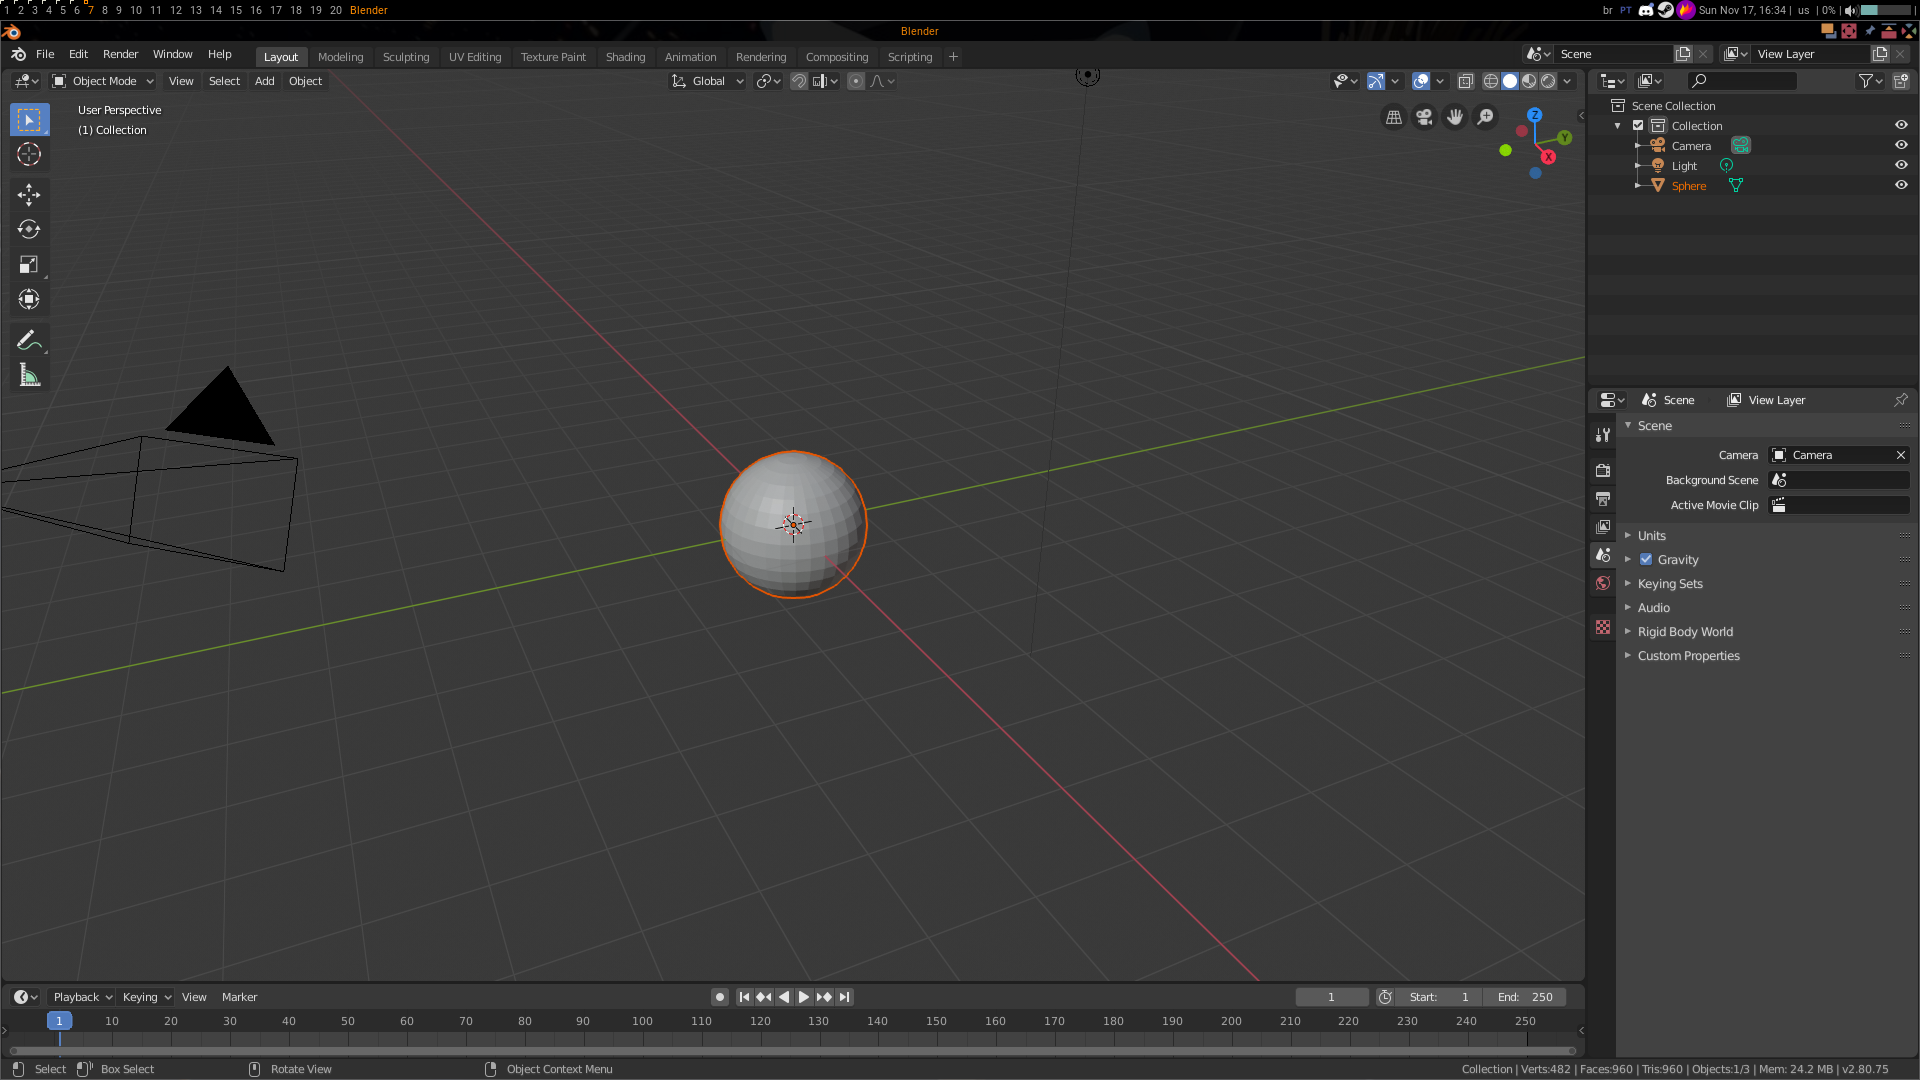 1 2 3 4 5 6 7 8 9 10 11 12 13 14 15 16 17 18 19 20 Blender
br PT Sun Nov 17, 16:34 | us | 0% |
Blender
File Edit Render Window Help
Layout Modeling Sculpting UV Editing Texture Paint Shading Animation Rendering Compositing Scripting +
Scene
View Layer
Object Mode View Select Add Object
Global
User Perspective
(1) Collection
Z
Y
X
Scene Collection
Collection
Camera
Light
Sphere
Scene View Layer
Scene
Camera Camera
Background Scene
Active Movie Clip
Units
Gravity
Keying Sets
Audio
Rigid Body World
Custom Properties
Playback Keying View Marker
1 Start: 1 End: 250
1 10 20 30 40 50 60 70 80 90 100 110 120 130 140 150 160 170 180 190 200 210 220 230 240 250
Select Box Select Rotate View Object Context Menu
Collection | Verts:482 | Faces:960 | Tris:960 | Objects:1/3 | Mem: 24.2 MB | v2.80.75